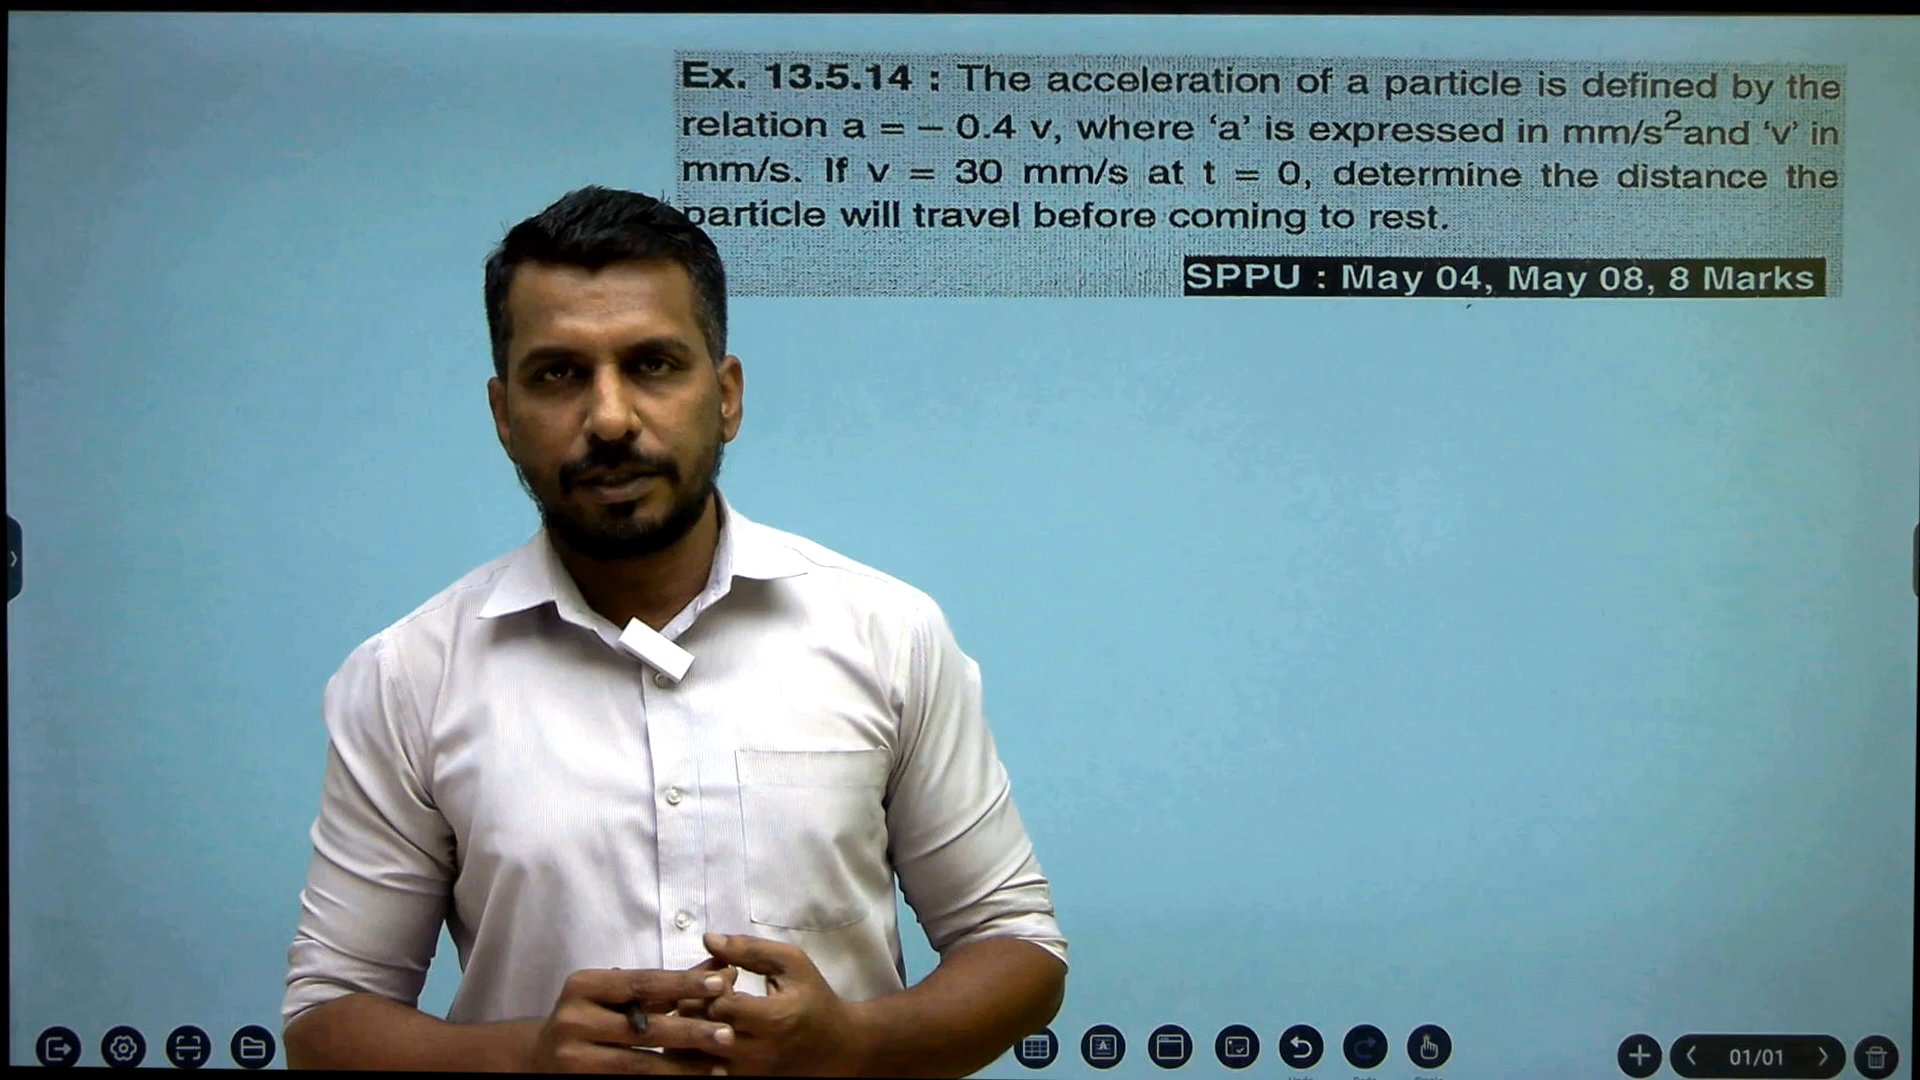 Ex. 13.5.14 : The acceleration of a particle is defined by the
relation a = – 0.4 v, where ‘a’ is expressed in mm/s² and ‘v’ in
mm/s. If v = 30 mm/s at t = 0, determine the distance the
particle will travel before coming to rest.
SPPU : May 04, May 08, 8 Marks
01/01